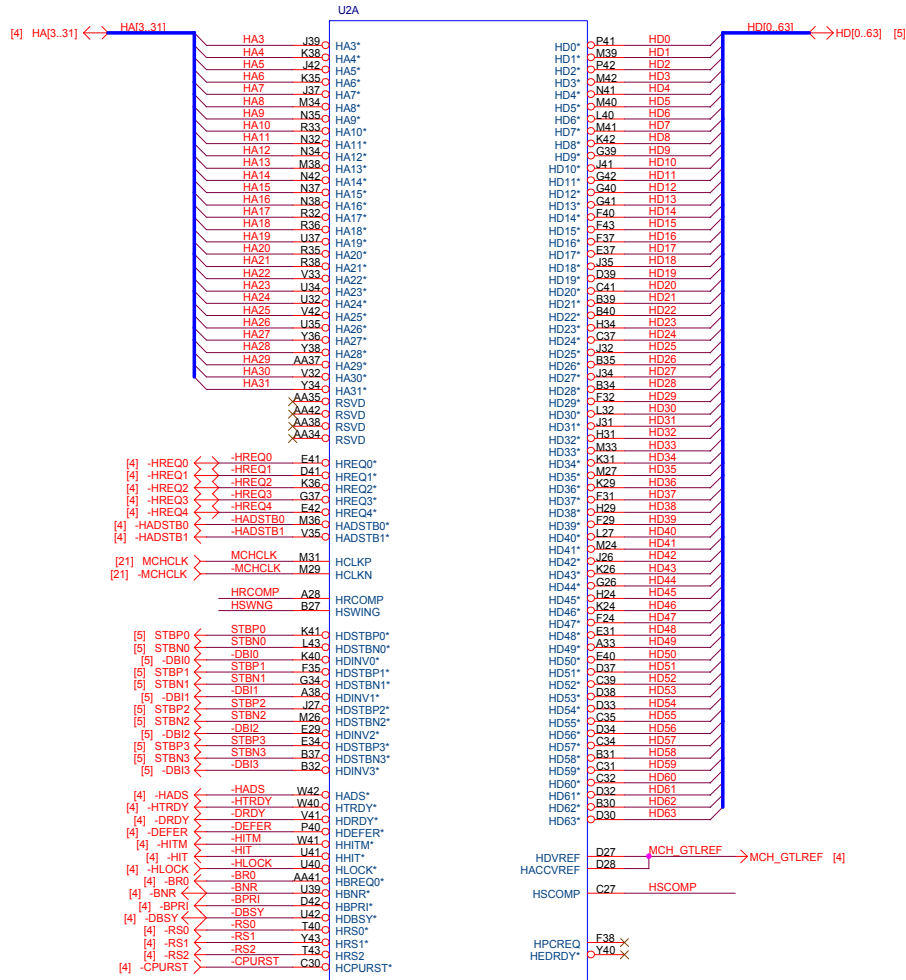 U2A
[4] HA[3..31] HA[3..31] HD[0..63] HD[0..63] [5]
HA3 J39 HA3* HD0* P41 HD0
HA4 K38 HA4* HD1* M39 HD1
HA5 J42 HA5* HD2* P42 HD2
HA6 K35 HA6* HD3* M42 HD3
HA7 J37 HA7* HD4* N41 HD4
HA8 M34 HA8* HD5* M40 HD5
HA9 N35 HA9* HD6* L40 HD6
HA10 R33 HA10* HD7* M41 HD7
HA11 N32 HA11* HD8* K42 HD8
HA12 N34 HA12* HD9* G39 HD9
HA13 M38 HA13* HD10* J41 HD10
HA14 N42 HA14* HD11* G42 HD11
HA15 N37 HA15* HD12* G40 HD12
HA16 N38 HA16* HD13* G41 HD13
HA17 R32 HA17* HD14* F40 HD14
HA18 R36 HA18* HD15* F43 HD15
HA19 U37 HA19* HD16* F37 HD16
HA20 R35 HA20* HD17* E37 HD17
HA21 R38 HA21* HD18* J35 HD18
HA22 V33 HA22* HD19* D39 HD19
HA23 U34 HA23* HD20* C41 HD20
HA24 U32 HA24* HD21* B39 HD21
HA25 V42 HA25* HD22* B40 HD22
HA26 U35 HA26* HD23* H34 HD23
HA27 Y36 HA27* HD24* C37 HD24
HA28 Y38 HA28* HD25* J32 HD25
HA29 AA37 HA29* HD26* B35 HD26
HA30 V32 HA30* HD27* J34 HD27
HA31 Y34 HA31* HD28* B34 HD28
AA35 RSVD HD29* F32 HD29
AA42 RSVD HD30* L32 HD30
AA38 RSVD HD31* J31 HD31
AA34 RSVD HD32* H31 HD32
HD33* M33 HD33
[4] -HREQ0 -HREQ0 E41 HREQ0* HD34* K31 HD34
[4] -HREQ1 -HREQ1 D41 HREQ1* HD35* M27 HD35
[4] -HREQ2 -HREQ2 K36 HREQ2* HD36* K29 HD36
[4] -HREQ3 -HREQ3 G37 HREQ3* HD37* F31 HD37
[4] -HREQ4 -HREQ4 E42 HREQ4* HD38* H29 HD38
[4] -HADSTB0 -HADSTB0 M36 HADSTB0* HD39* F29 HD39
[4] -HADSTB1 -HADSTB1 V35 HADSTB1* HD40* L27 HD40
HD41* M24 HD41
[21] MCHCLK MCHCLK M31 HCLKP HD42* J26 HD42
[21] -MCHCLK -MCHCLK M29 HCLKN HD43* K26 HD43
HD44* G26 HD44
HRCOMP A28 HRCOMP HD45* H24 HD45
HSWNG B27 HSWING HD46* K24 HD46
HD47* F24 HD47
[5] STBP0 STBP0 K41 HDSTBP0* HD48* E31 HD48
[5] STBN0 STBN0 L43 HDSTBN0* HD49* A33 HD49
[5] -DBI0 -DBI0 K40 HDINV0* HD50* E40 HD50
[5] STBP1 STBP1 F35 HDSTBP1* HD51* D37 HD51
[5] STBN1 STBN1 G34 HDSTBN1* HD52* C39 HD52
[5] -DBI1 -DBI1 A38 HDINV1* HD53* D38 HD53
[5] STBP2 STBP2 J27 HDSTBP2* HD54* D33 HD54
[5] STBN2 STBN2 M26 HDSTBN2* HD55* C35 HD55
[5] -DBI2 -DBI2 E29 HDINV2* HD56* D34 HD56
[5] STBP3 STBP3 E34 HDSTBP3* HD57* C34 HD57
[5] STBN3 STBN3 B37 HDSTBN3* HD58* B31 HD58
[5] -DBI3 -DBI3 B32 HDINV3* HD59* C31 HD59
HD60* C32 HD60
[4] -HADS -HADS W42 HADS* HD61* D32 HD61
[4] -HTRDY -HTRDY W40 HTRDY* HD62* B30 HD62
[4] -DRDY -DRDY V41 HDRDY* HD63* D30 HD63
[4] -DEFER -DEFER P40 HDEFER*
[4] -HITM -HITM W41 HHITM*
[4] -HIT -HIT U41 HHIT* HDVREF D27 MCH_GTLREF MCH_GTLREF [4]
[4] -HLOCK -HLOCK U40 HLOCK* HACCVREF D28
[4] -BR0 -BR0 AA41 HBREQ0*
[4] -BNR -BNR U39 HBNR* HSCOMP C27 HSCOMP
[4] -BPRI -BPRI D42 HBPRI*
[4] -DBSY -DBSY U42 HDBSY*
[4] -RS0 -RS0 T40 HRS0*
[4] -RS1 -RS1 Y43 HRS1* HPCREQ F38
[4] -RS2 -RS2 T43 HRS2 HEDRDY* Y40
[4] -CPURST -CPURST C30 HCPURST*